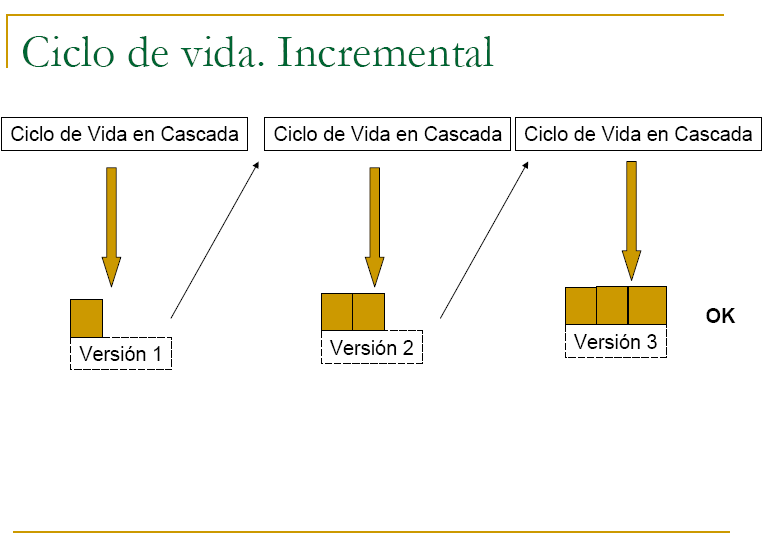 Ciclo de vida. Incremental
Ciclo de Vida en Cascada
Ciclo de Vida en Cascada
Ciclo de Vida en Cascada
Versión 1
Versión 2
Versión 3
OK